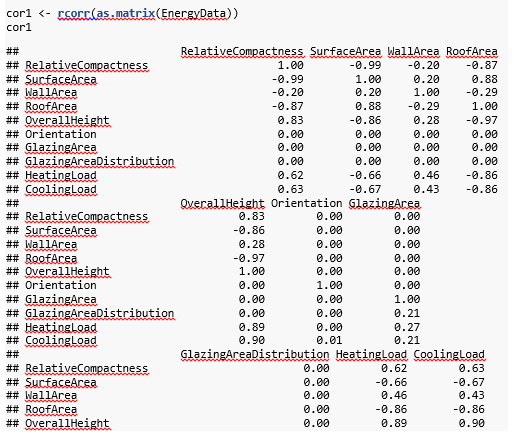 cor1 <- rcorr(as.matrix(EnergyData))
cor1
## RelativeCompactness SurfaceArea WallArea RoofArea
## RelativeCompactness 1.00 -0.99 -0.20 -0.87
## SurfaceArea -0.99 1.00 0.20 0.88
## WallArea -0.20 0.20 1.00 -0.29
## RoofArea -0.87 0.88 -0.29 1.00
## OverallHeight 0.83 -0.86 0.28 -0.97
## Orientation 0.00 0.00 0.00 0.00
## GlazingArea 0.00 0.00 0.00 0.00
## GlazingAreaDistribution 0.00 0.00 0.00 0.00
## HeatingLoad 0.62 -0.66 0.46 -0.86
## CoolingLoad 0.63 -0.67 0.43 -0.86
## OverallHeight Orientation GlazingArea
## RelativeCompactness 0.83 0.00 0.00
## SurfaceArea -0.86 0.00 0.00
## WallArea 0.28 0.00 0.00
## RoofArea -0.97 0.00 0.00
## OverallHeight 1.00 0.00 0.00
## Orientation 0.00 1.00 0.00
## GlazingArea 0.00 0.00 1.00
## GlazingAreaDistribution 0.00 0.00 0.21
## HeatingLoad 0.89 0.00 0.27
## CoolingLoad 0.90 0.01 0.21
## GlazingAreaDistribution HeatingLoad CoolingLoad
## RelativeCompactness 0.00 0.62 0.63
## SurfaceArea 0.00 -0.66 -0.67
## WallArea 0.00 0.46 0.43
## RoofArea 0.00 -0.86 -0.86
## OverallHeight 0.00 0.89 0.90